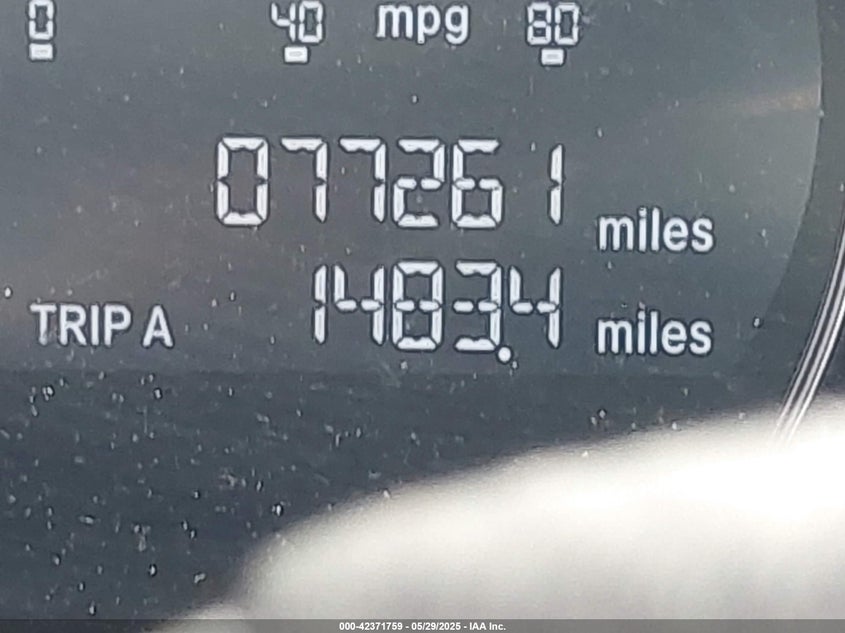 0 40 mpg 80
077261 miles
TRIP A 1483.4 miles
000-42371759 - 05/29/2025 - IAA Inc.